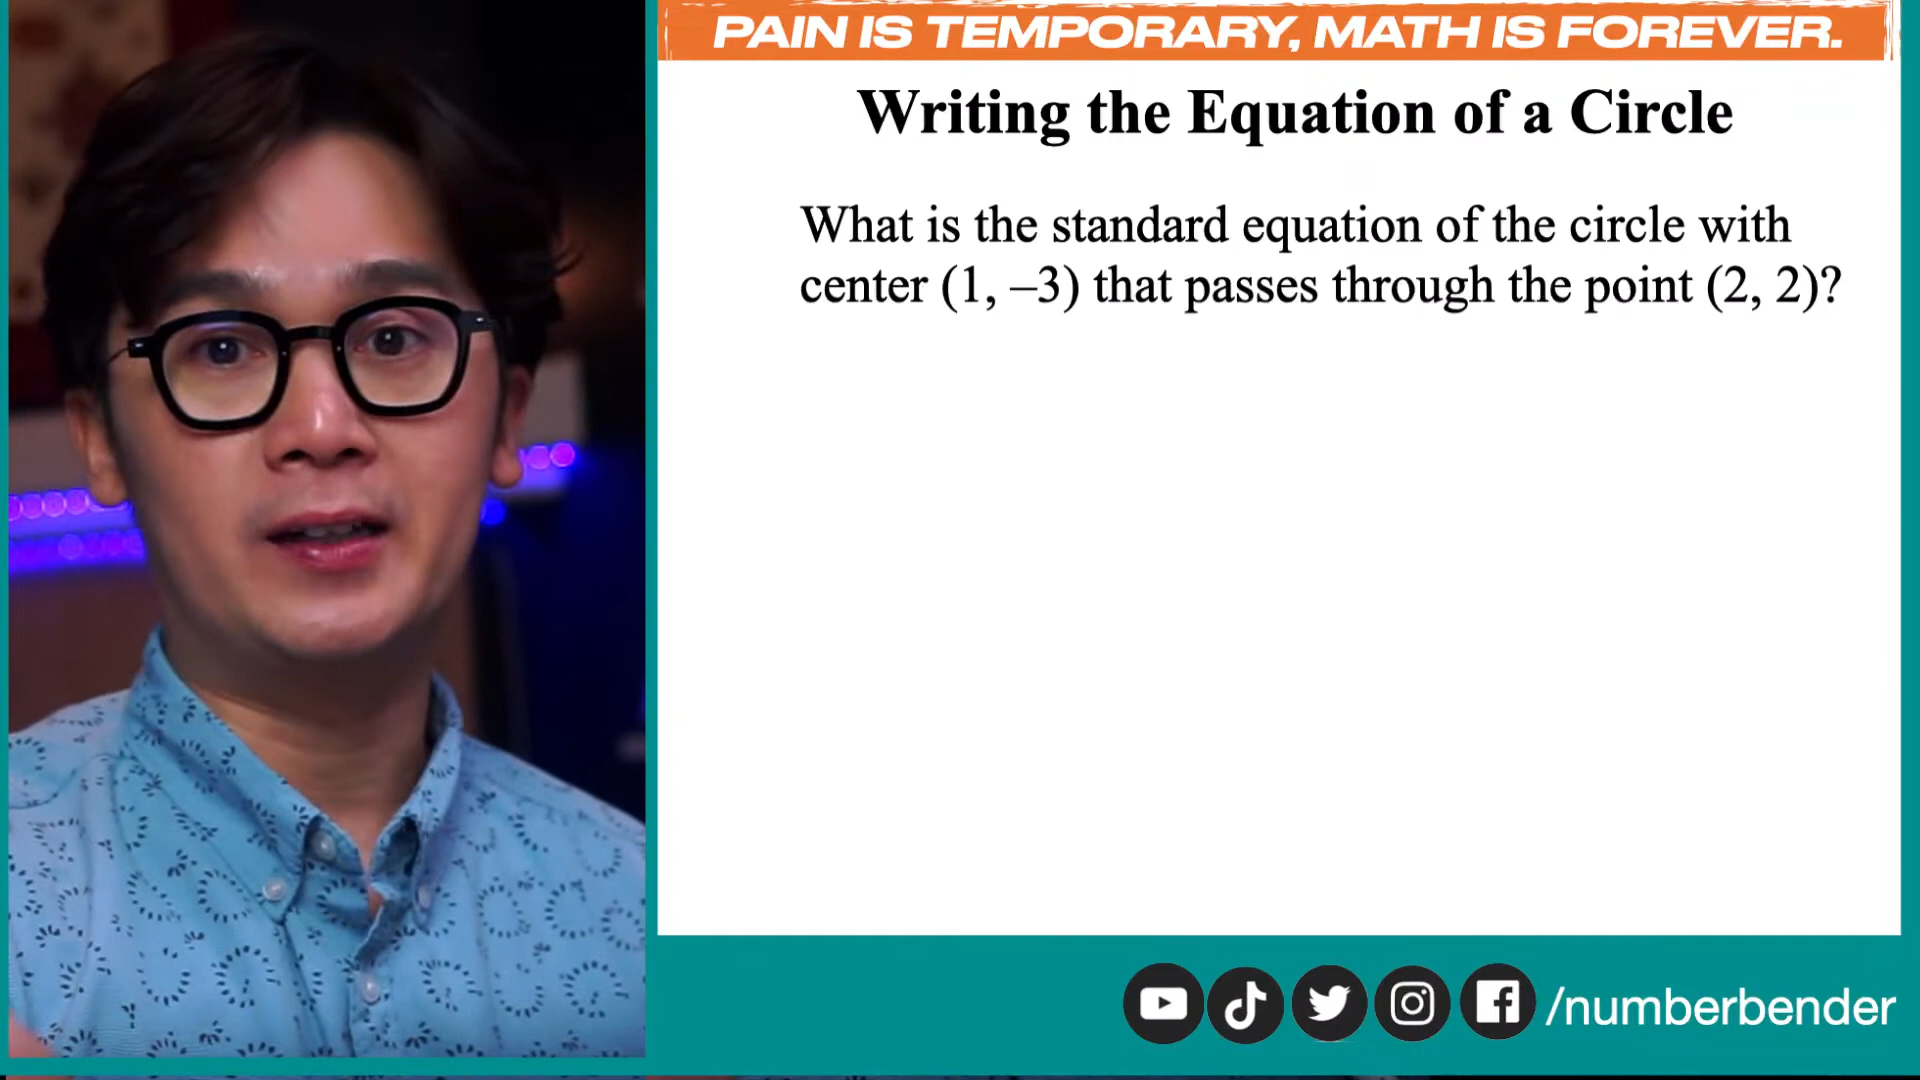 PAIN IS TEMPORARY, MATH IS FOREVER.
Writing the Equation of a Circle
What is the standard equation of the circle with
center (1, –3) that passes through the point (2, 2)?
/numberbender